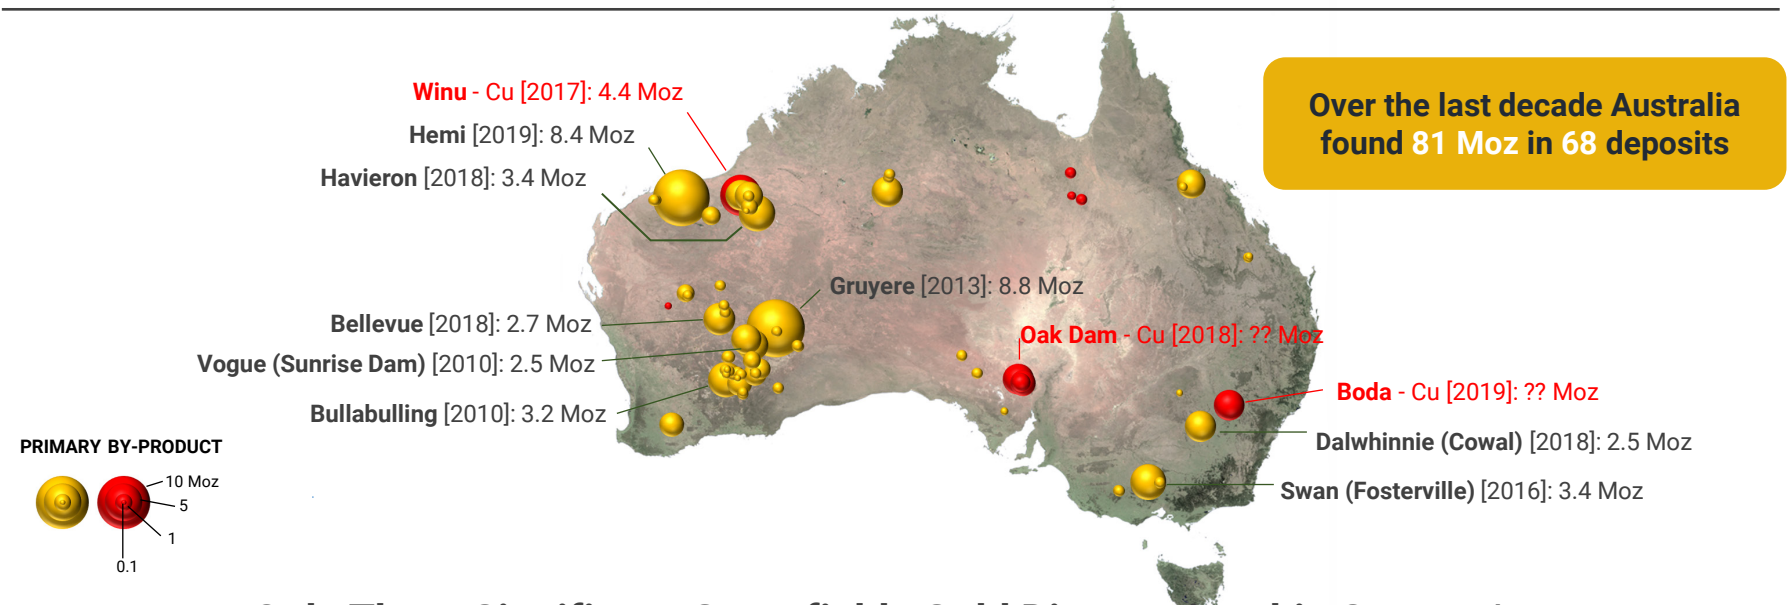 Over the last decade Australia
found 81 Moz in 68 deposits
Winu - Cu [2017]: 4.4 Moz
Hemi [2019]: 8.4 Moz
Havieron [2018]: 3.4 Moz
Gruyere [2013]: 8.8 Moz
Bellevue [2018]: 2.7 Moz
Oak Dam - Cu [2018]: ?? Moz
Vogue (Sunrise Dam) [2010]: 2.5 Moz
Boda - Cu [2019]: ?? Moz
Bullabulling [2010]: 3.2 Moz
Dalwhinnie (Cowal) [2018]: 2.5 Moz
Swan (Fosterville) [2016]: 3.4 Moz
PRIMARY BY-PRODUCT
10 Moz
5
1
0.1